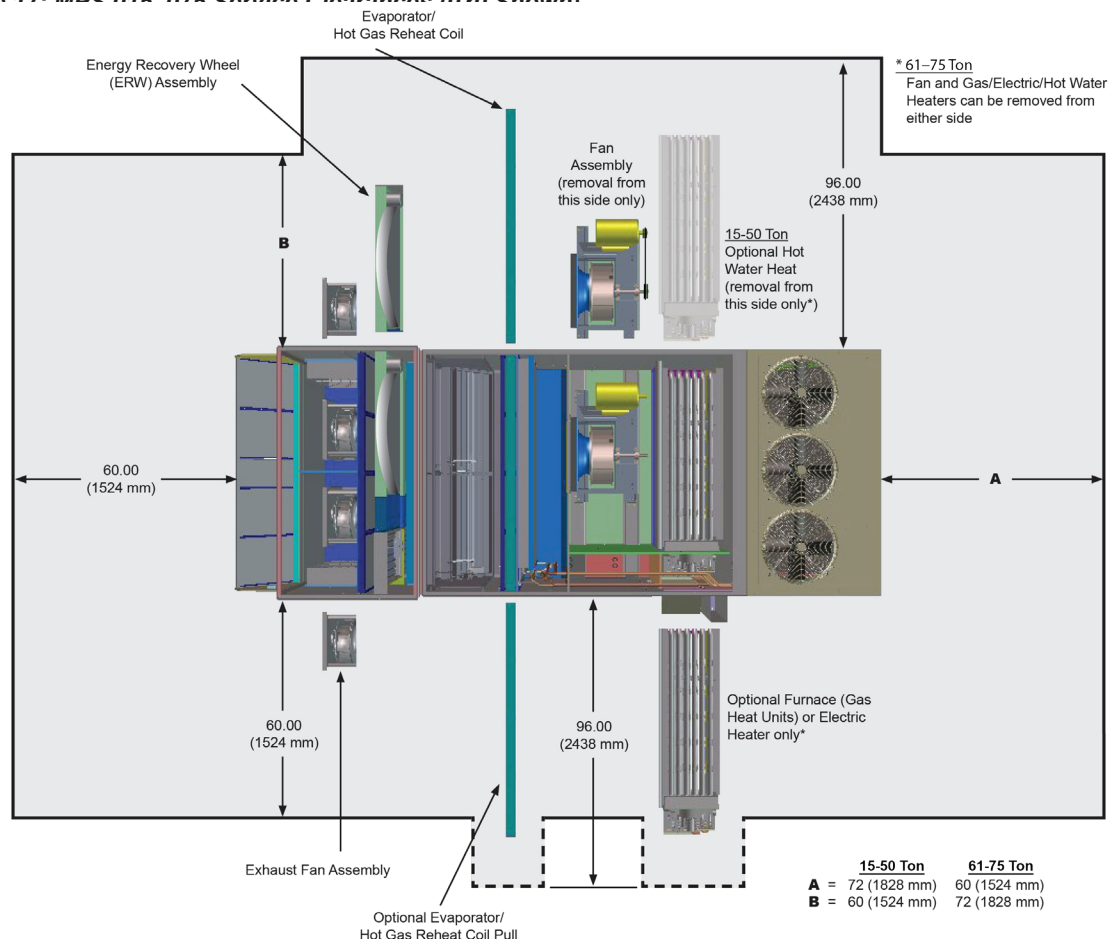 Evaporator/
Hot Gas Reheat Coil
Energy Recovery Wheel
(ERW) Assembly
* 61–75 Ton
Fan and Gas/Electric/Hot Water
Heaters can be removed from
either side
Fan
Assembly
(removal from
this side only)
96.00
(2438 mm)
B
15-50 Ton
Optional Hot
Water Heat
(removal from
this side only*)
60.00
(1524 mm)
A
Optional Furnace (Gas
Heat Units) or Electric
Heater only*
60.00
(1524 mm)
96.00
(2438 mm)
Exhaust Fan Assembly
15-50 Ton 61-75 Ton
A = 72 (1828 mm) 60 (1524 mm)
B = 60 (1524 mm) 72 (1828 mm)
Optional Evaporator/
Hot Gas Reheat Coil Pull